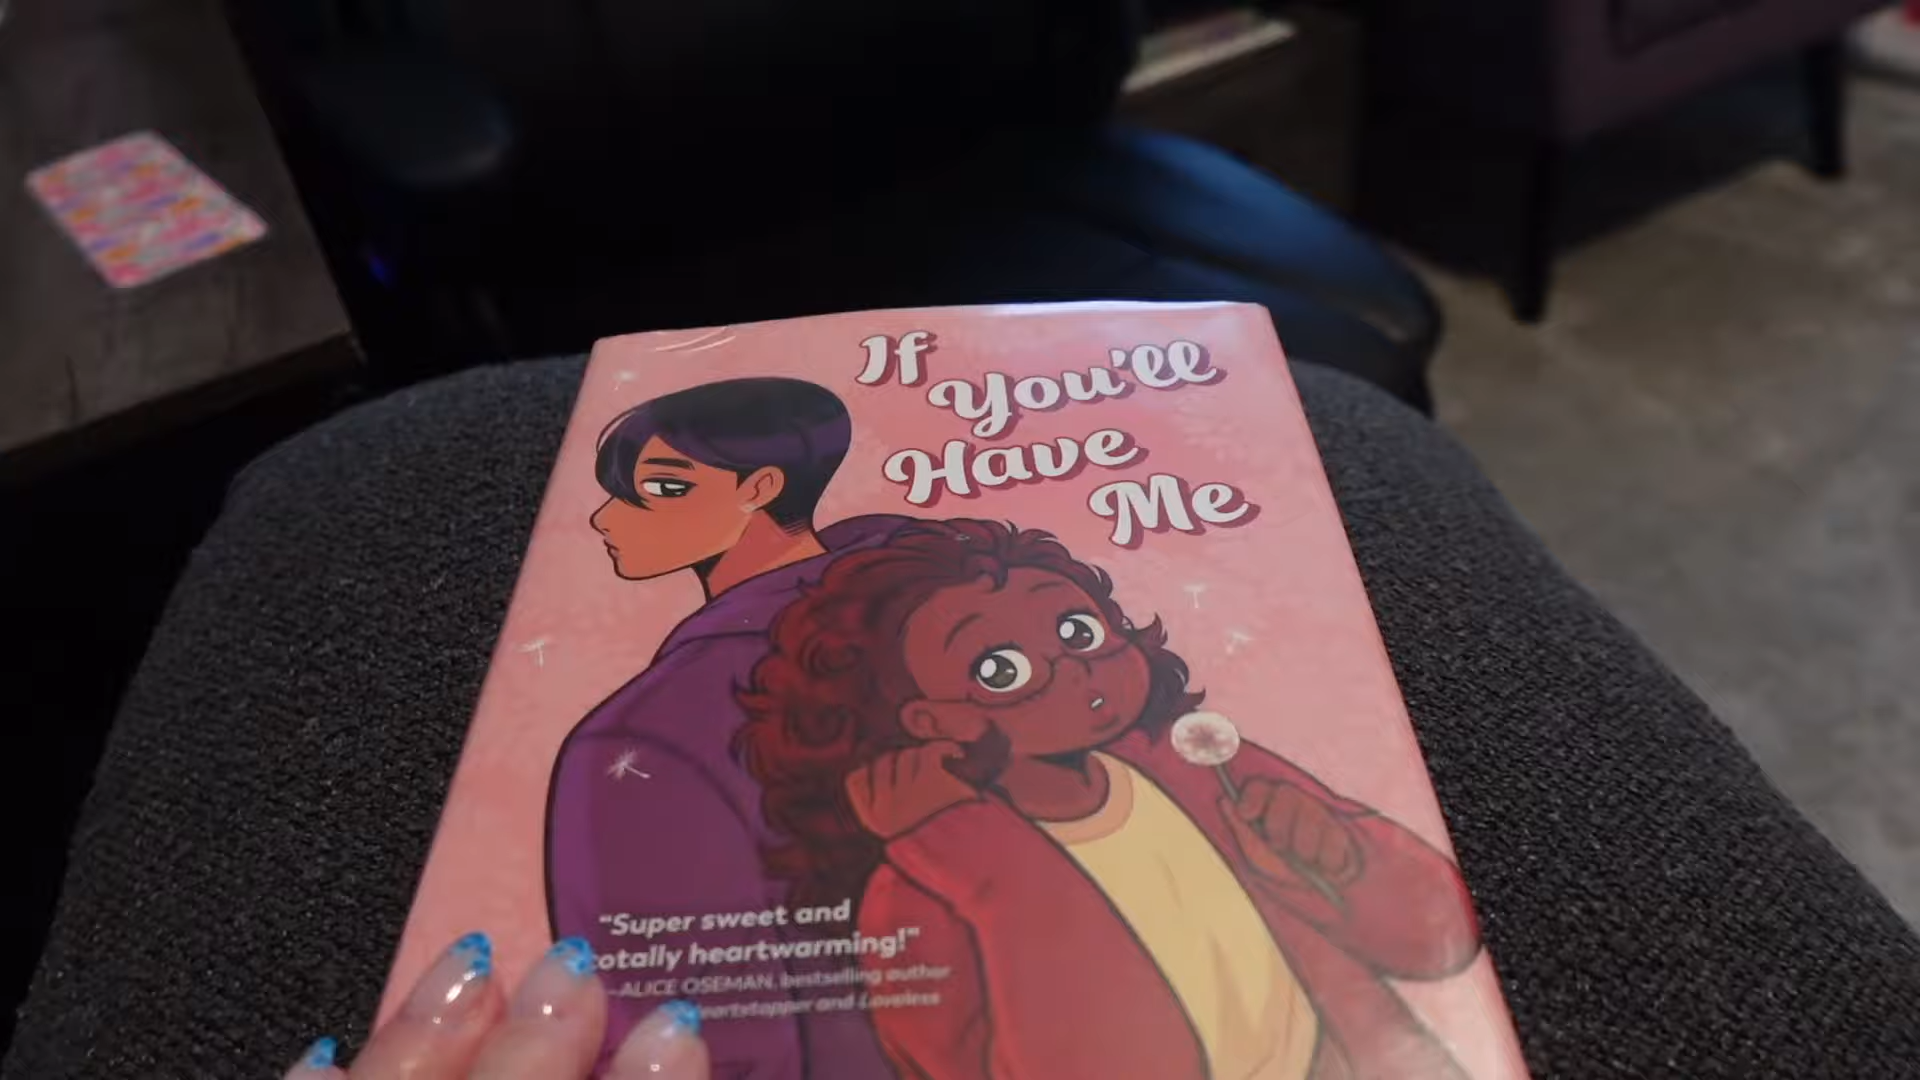 If
You'll
Have
Me
"Super sweet and
totally heartwarming!"
—ALICE OSEMAN, bestselling author
Heartstopper and Loveless